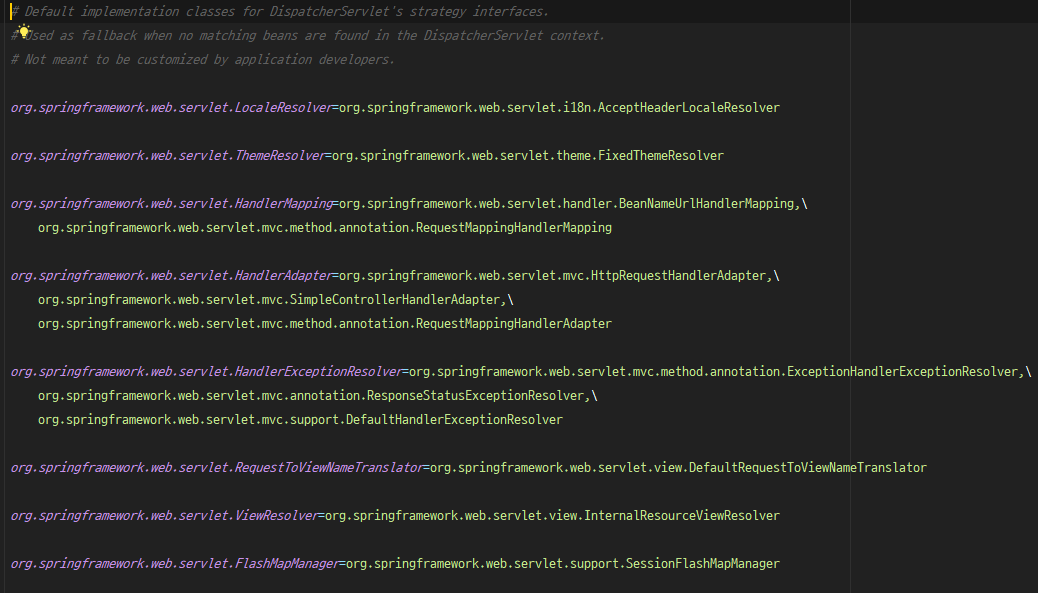 # Default implementation classes for DispatcherServlet's strategy interfaces.
# Used as fallback when no matching beans are found in the DispatcherServlet context.
# Not meant to be customized by application developers.
org.springframework.web.servlet.LocaleResolver=org.springframework.web.servlet.i18n.AcceptHeaderLocaleResolver
org.springframework.web.servlet.ThemeResolver=org.springframework.web.servlet.theme.FixedThemeResolver
org.springframework.web.servlet.HandlerMapping=org.springframework.web.servlet.handler.BeanNameUrlHandlerMapping,\
org.springframework.web.servlet.mvc.method.annotation.RequestMappingHandlerMapping
org.springframework.web.servlet.HandlerAdapter=org.springframework.web.servlet.mvc.HttpRequestHandlerAdapter,\
org.springframework.web.servlet.mvc.SimpleControllerHandlerAdapter,\
org.springframework.web.servlet.mvc.method.annotation.RequestMappingHandlerAdapter
org.springframework.web.servlet.HandlerExceptionResolver=org.springframework.web.servlet.mvc.method.annotation.ExceptionHandlerExceptionResolver,\
org.springframework.web.servlet.mvc.annotation.ResponseStatusExceptionResolver,\
org.springframework.web.servlet.mvc.support.DefaultHandlerExceptionResolver
org.springframework.web.servlet.RequestToViewNameTranslator=org.springframework.web.servlet.view.DefaultRequestToViewNameTranslator
org.springframework.web.servlet.ViewResolver=org.springframework.web.servlet.view.InternalResourceViewResolver
org.springframework.web.servlet.FlashMapManager=org.springframework.web.servlet.support.SessionFlashMapManager